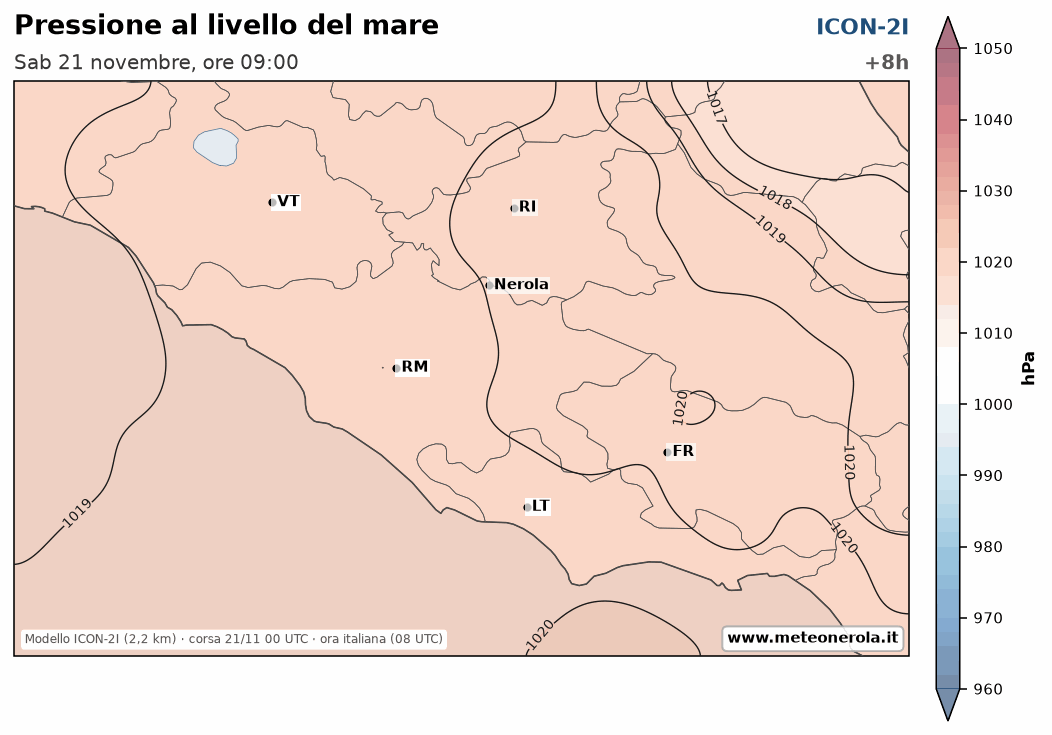 Pressione al livello del mare
ICON-2I
Sab 21 novembre, ore 09:00
+8h
1050
1040
1030
1020
1010
1000
990
980
970
960
hPa
1017
1018
1019
VT
RI
Nerola
RM
1020
FR
1020
LT
1019
1020
1020
Modello ICON-2I (2,2 km) · corsa 21/11 00 UTC · ora italiana (08 UTC)
www.meteonerola.it